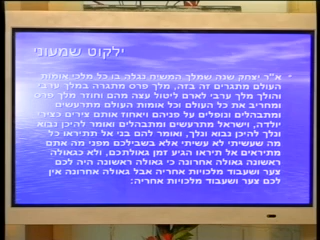 ילקוט שמעוני
א"ר יצחק שנה שמלך המשיח נגלה בו כל מלכי אומות
העולם מתגרים זה בזה, מלך פרס מתגרה במלך ערבי
והולך מלך ערבי לארם ליטול עצה מהם וחוזר מלך פרס
ומחריב את כל העולם וכל אומות העולם מתרעשים
ומתבהלים ונופלים על פניהם ויאחוז אותם צירים כצירי
יולדה, וישראל מתרעשים ומתבהלים ואומר להיכן נבוא
ונלך להיכן נבוא ונלך, ואומר להם בני אל תתיראו כל
מה שעשיתי לא עשיתי אלא בשבילכם מפני מה אתם
מתיראים אל תיראו הגיע זמן גאולתכם, ולא כגאולה
ראשונה גאולה אחרונה כי גאולה ראשונה היה לכם
צער ושעבוד מלכויות אחריה אבל גאולה אחרונה אין
לכם צער ושעבוד מלכויות אחריה: